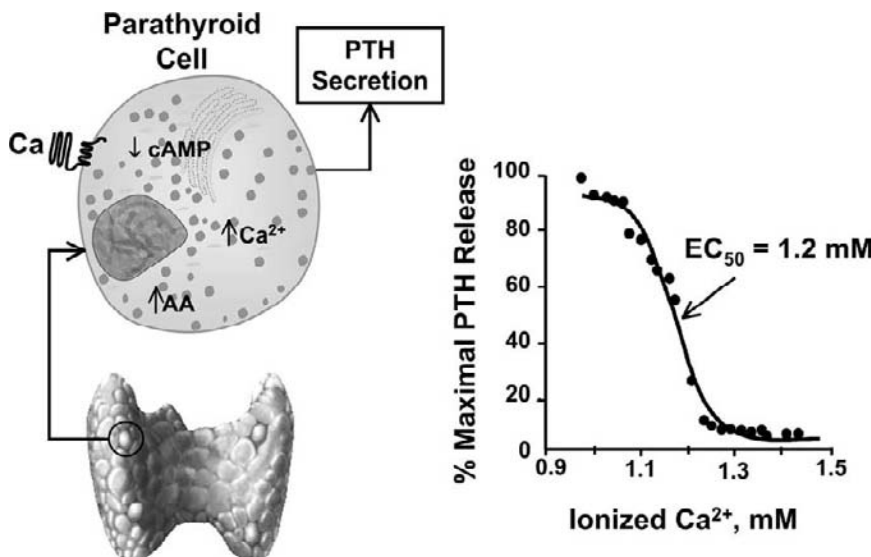 Parathyroid
Cell
PTH
Secretion
Ca
↓ cAMP
↑Ca²⁺
↑AA
% Maximal PTH Release
100
80
60
40
20
0
EC₅₀ = 1.2 mM
0.9
1.1
1.3
1.5
Ionized Ca²⁺, mM